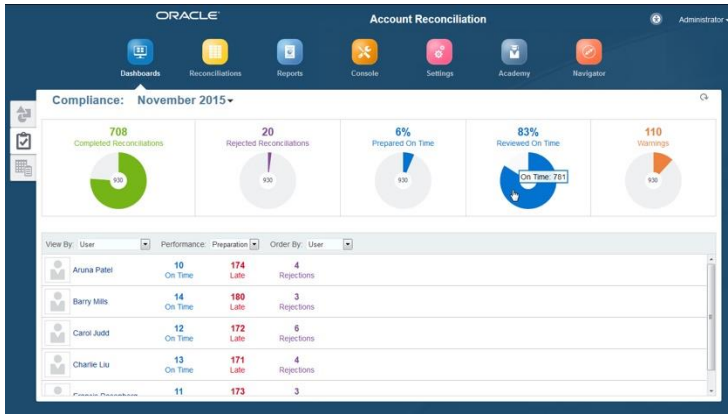 ORACLE
Account Reconciliation
Administrator
Dashboards Reconciliations Reports Console Settings Academy Navigator
Compliance: November 2015
708 20 6% 83% 110
Completed Reconciliations Rejected Reconciliations Prepared On Time Reviewed On Time Warnings
930 930 930 On Time: 781 930
View By: User Performance: Preparation Order By: User
Aruna Patel 10 On Time 174 Late 4 Rejections
Barry Mills 14 On Time 180 Late 3 Rejections
Carol Judd 12 On Time 172 Late 6 Rejections
Charlie Liu 13 On Time 171 Late 4 Rejections
11 173 3